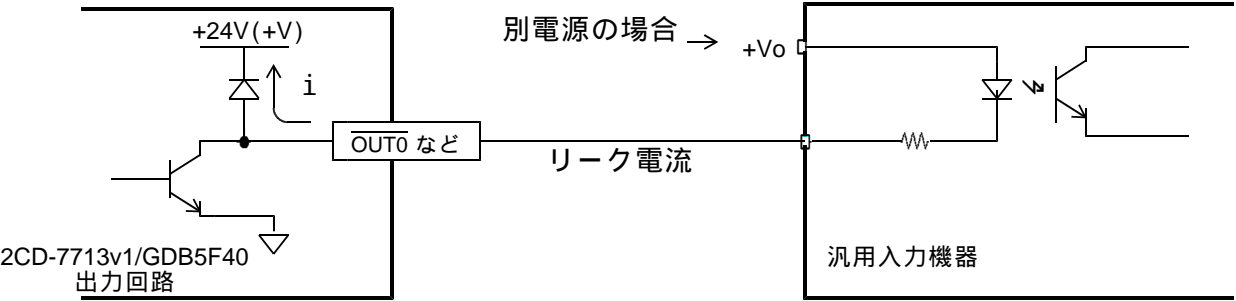 +24V(+V)
別電源の場合
+Vo
i
OUT0 など
リーク電流
2CD-7713v1/GDB5F40
出力回路
汎用入力機器